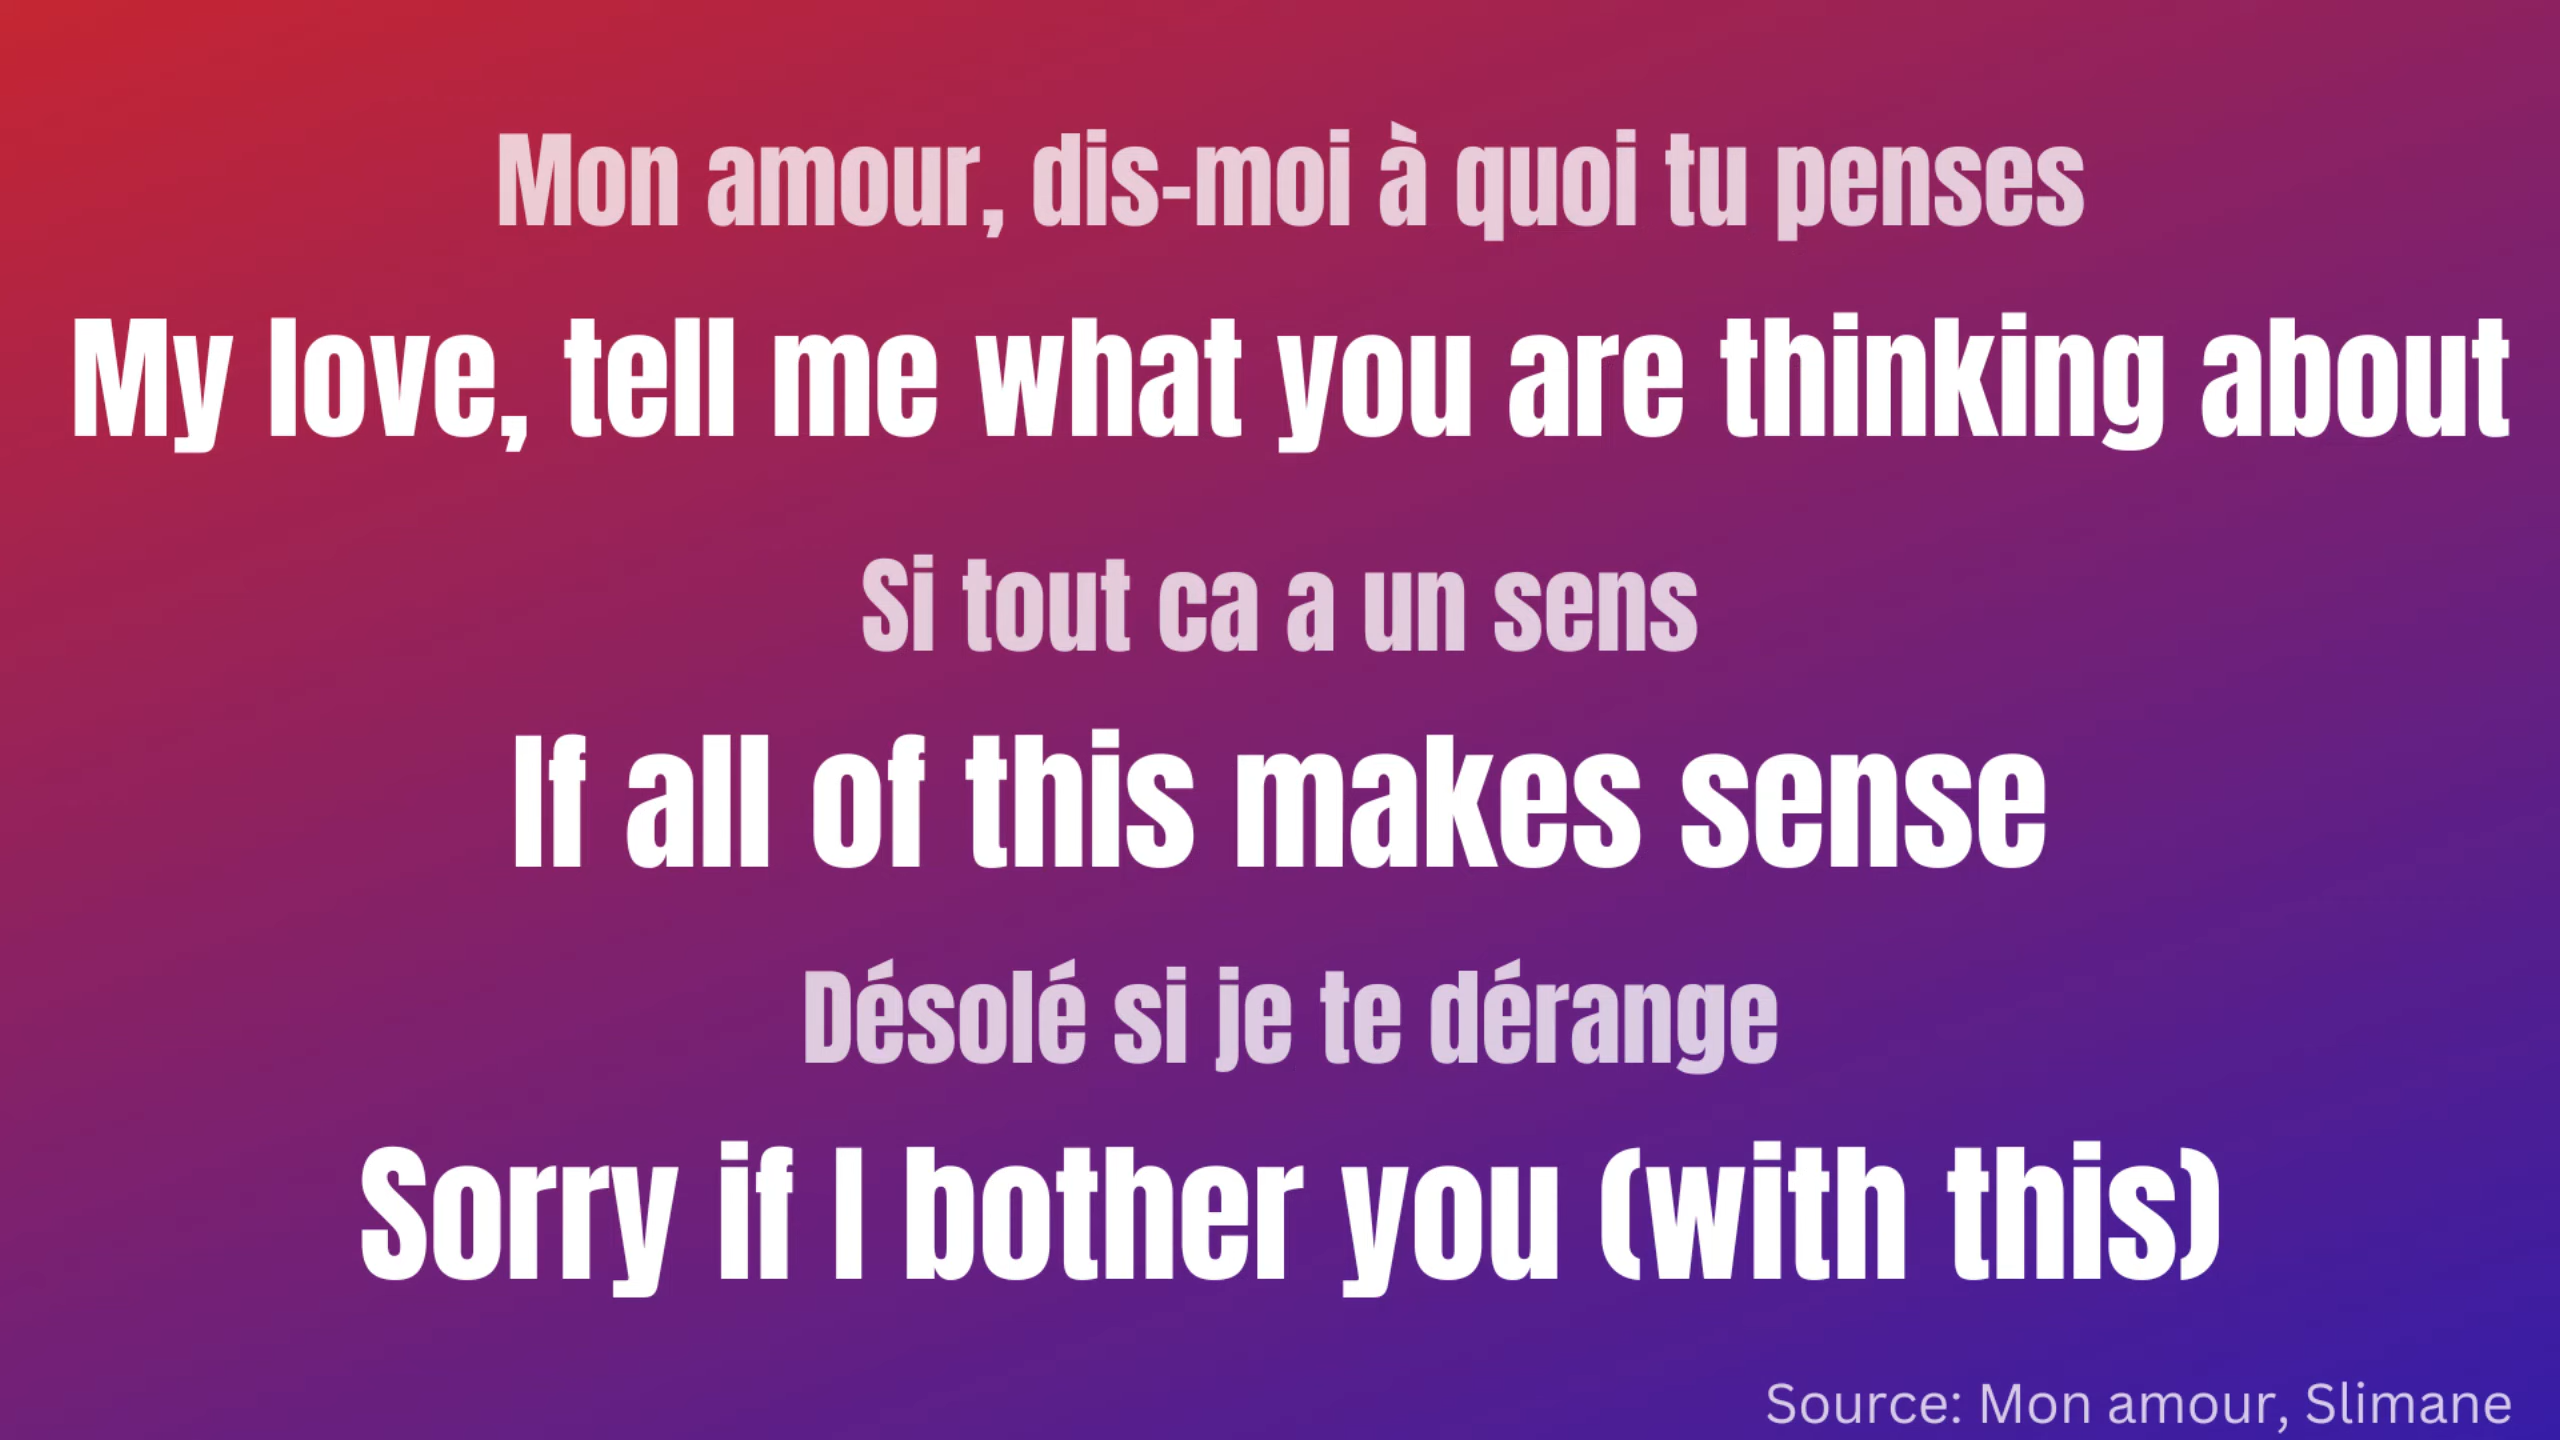 Mon amour, dis-moi à quoi tu penses
My love, tell me what you are thinking about
Si tout ca a un sens
If all of this makes sense
Désolé si je te dérange
Sorry if I bother you (with this)
Source: Mon amour, Slimane